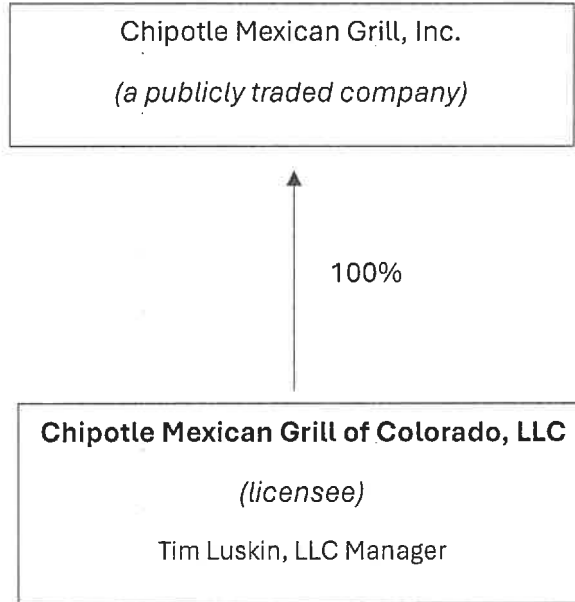 Chipotle Mexican Grill, Inc.
(a publicly traded company)
100%
Chipotle Mexican Grill of Colorado, LLC
(licensee)
Tim Luskin, LLC Manager